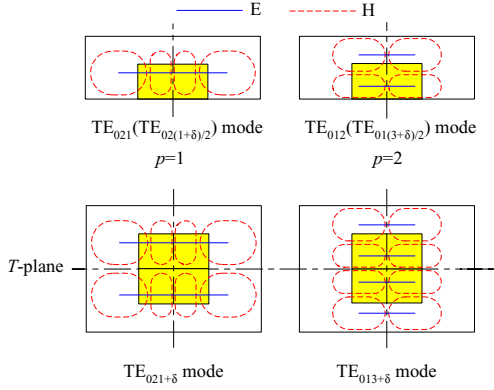 E H
TE₀₂₁(TE₀₂₍₁₊δ₎/₂) mode TE₀₁₂(TE₀₁₍₃₊δ₎/₂) mode
p=1 p=2
T-plane
TE₀₂₁₊δ mode TE₀₁₃₊δ mode